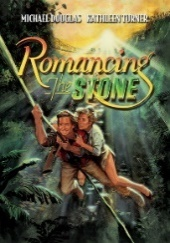 MICHAEL DOUGLAS KATHLEEN TURNER
Romancing
The STONE